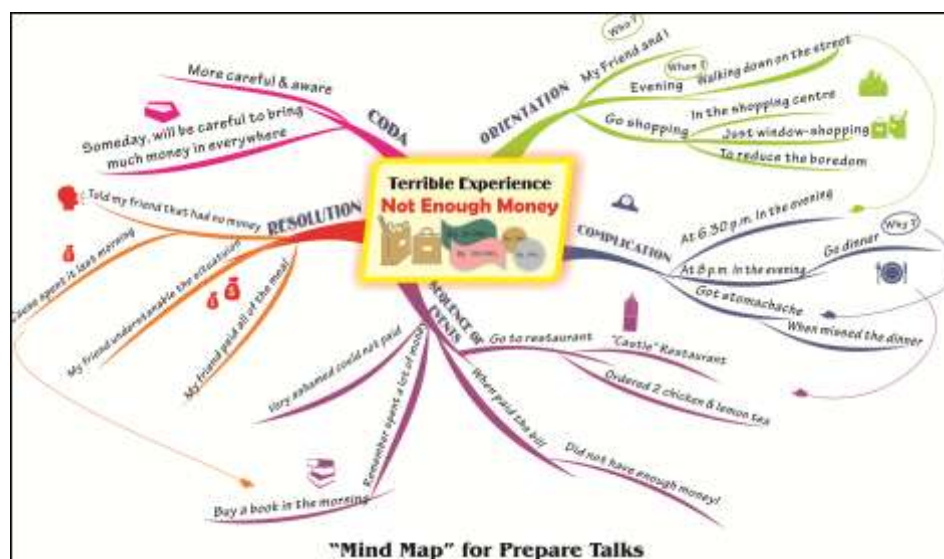 Terrible Experience
Not Enough Money
ORIENTATION
Who ?
My Friend and I
When ?
Evening
Walking down on the street
Go shopping
In the shopping centre
Just window-shopping
To reduce the boredom
COMPLICATION
At 6.30 p.m. In the evening
At 8 p.m. In the evening
Why ?
Go dinner
Got stomachache
When missed the dinner
SEQUENCE OF
EVENTS
Go to restaurant
"Castle" Restaurant
Ordered 2 chicken & lemon tea
When paid the bill
Did not have enough money!
Remember spent a lot of money
Buy a book in the morning
Very ashamed could not paid
RESOLUTION
Told my friend that had no money
spent it last morning
My friend understanable the situation
My friend paid all of the meal
CODA
More careful & aware
Someday, will be careful to bring
much money in everywhere
"Mind Map" for Prepare Talks